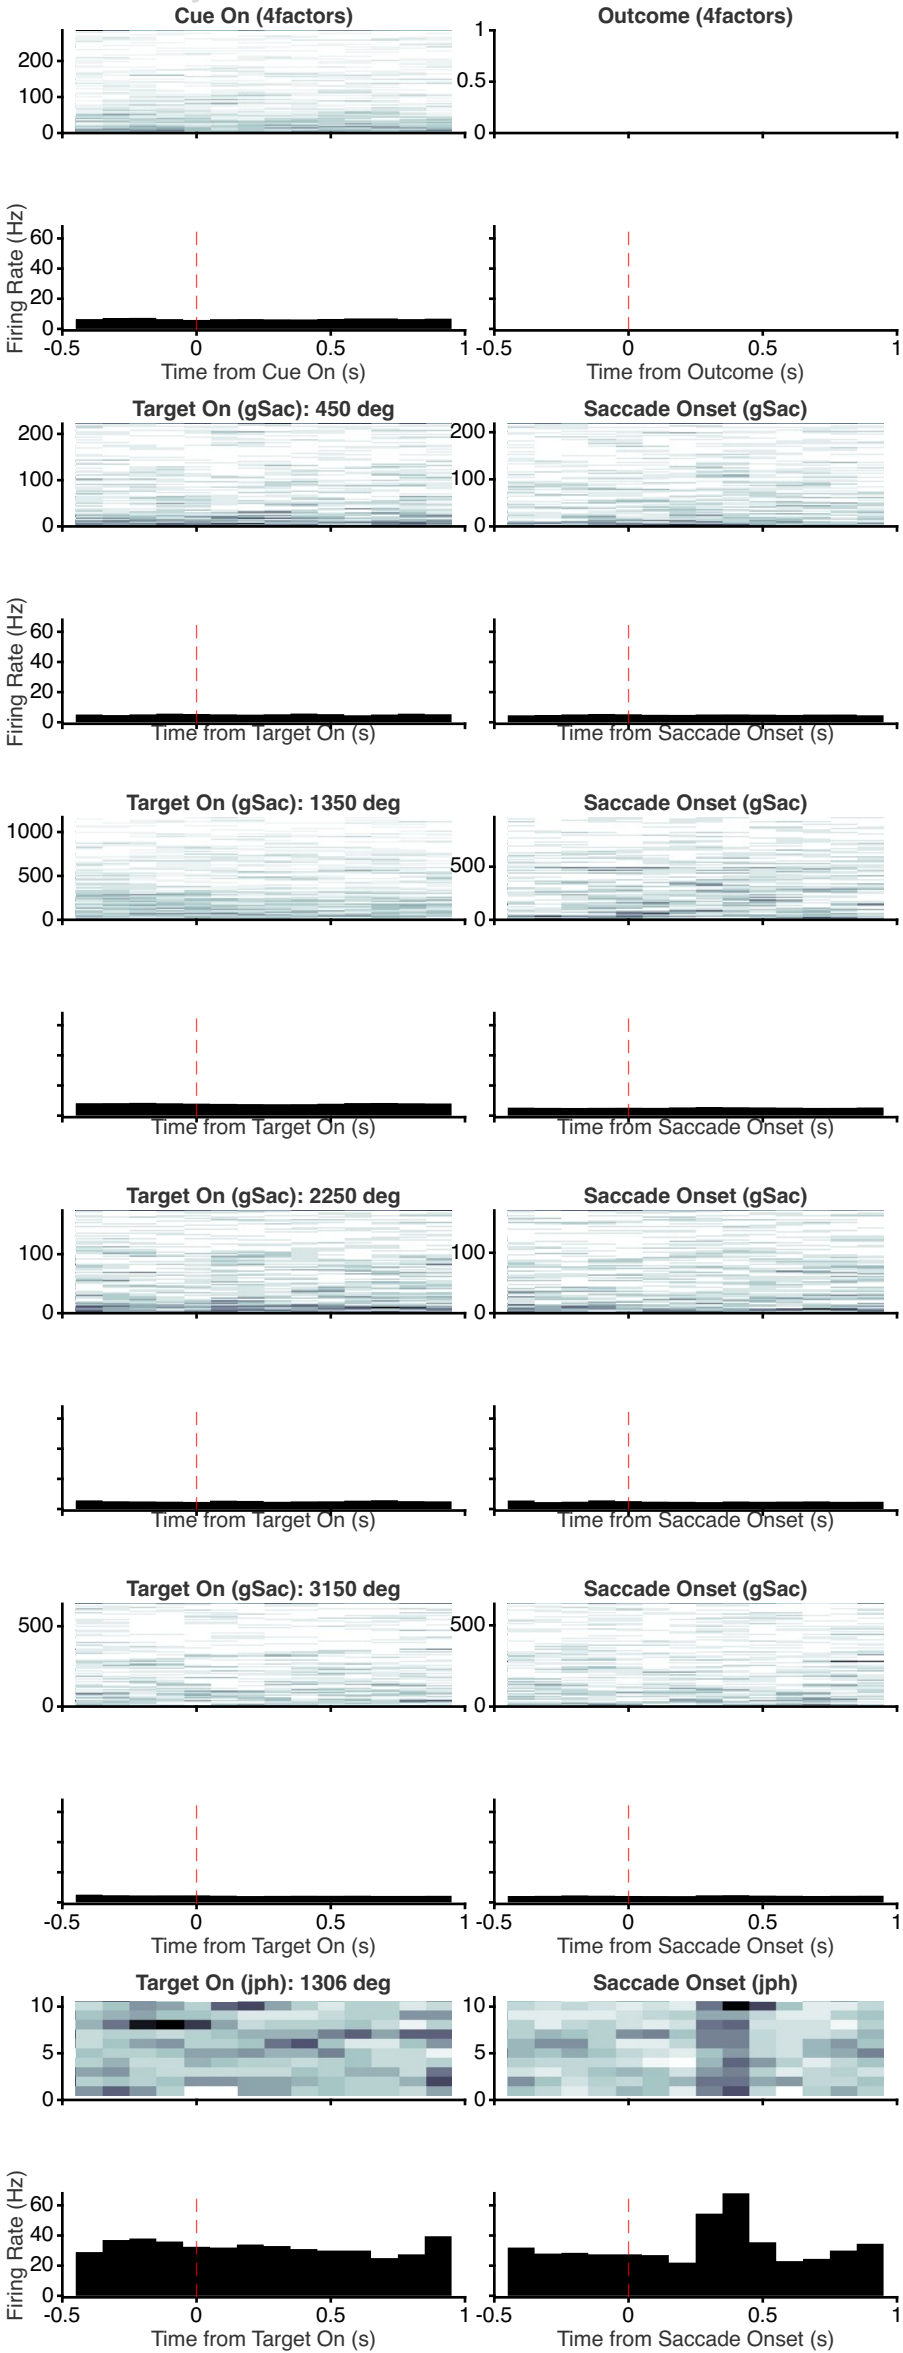 Cue On (4factors) Outcome (4factors)
200
100
0
1
0.5
0
Firing Rate (Hz)
60
40
20
0
-0.5 0 0.5 1 -0.5 0 0.5 1
Time from Cue On (s) Time from Outcome (s)
Target On (gSac): 450 deg Saccade Onset (gSac)
200
100
0
200
100
0
Firing Rate (Hz)
60
40
20
0
Time from Target On (s) Time from Saccade Onset (s)
Target On (gSac): 1350 deg Saccade Onset (gSac)
1000
500
0
500
0
Time from Target On (s) Time from Saccade Onset (s)
Target On (gSac): 2250 deg Saccade Onset (gSac)
100
0
100
0
Time from Target On (s) Time from Saccade Onset (s)
Target On (gSac): 3150 deg Saccade Onset (gSac)
500
0
500
0
-0.5 0 0.5 1 -0.5 0 0.5 1
Time from Target On (s) Time from Saccade Onset (s)
Target On (jph): 1306 deg Saccade Onset (jph)
10
5
0
10
5
0
Firing Rate (Hz)
60
40
20
0
-0.5 0 0.5 1 -0.5 0 0.5 1
Time from Target On (s) Time from Saccade Onset (s)